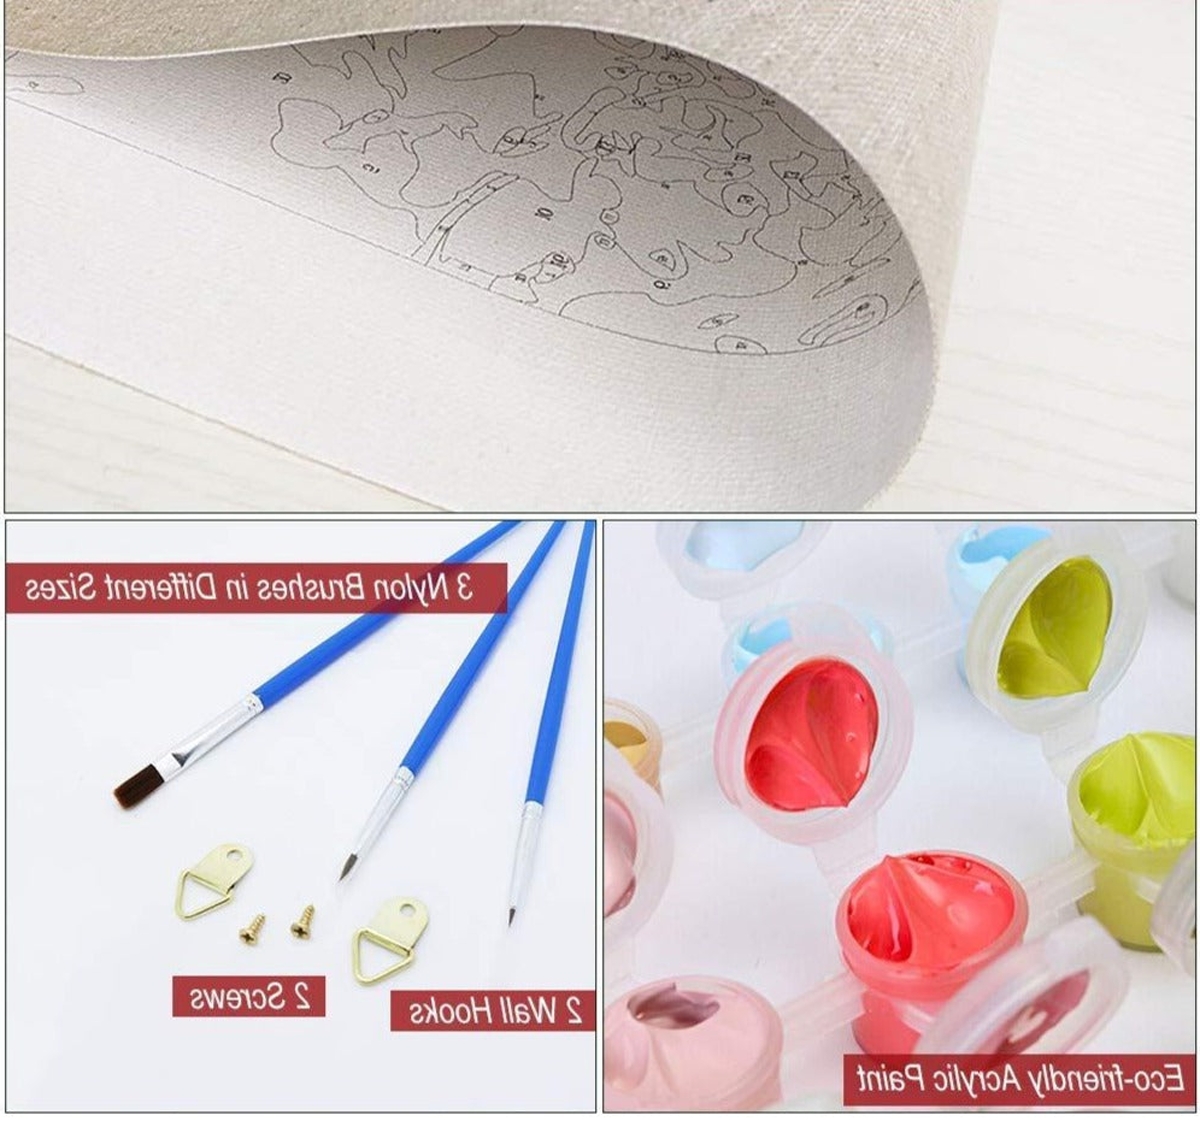 3 Nylon Brushes in Different Sizes
2 Screws
2 Wall Hooks
Eco-friendly Acrylic Paint